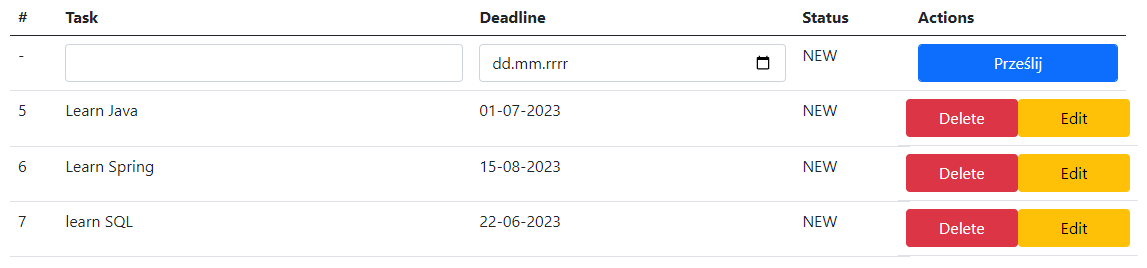 # Task Deadline Status Actions
- dd.mm.rrrr NEW Prześlij
5 Learn Java 01-07-2023 NEW Delete Edit
6 Learn Spring 15-08-2023 NEW Delete Edit
7 learn SQL 22-06-2023 NEW Delete Edit